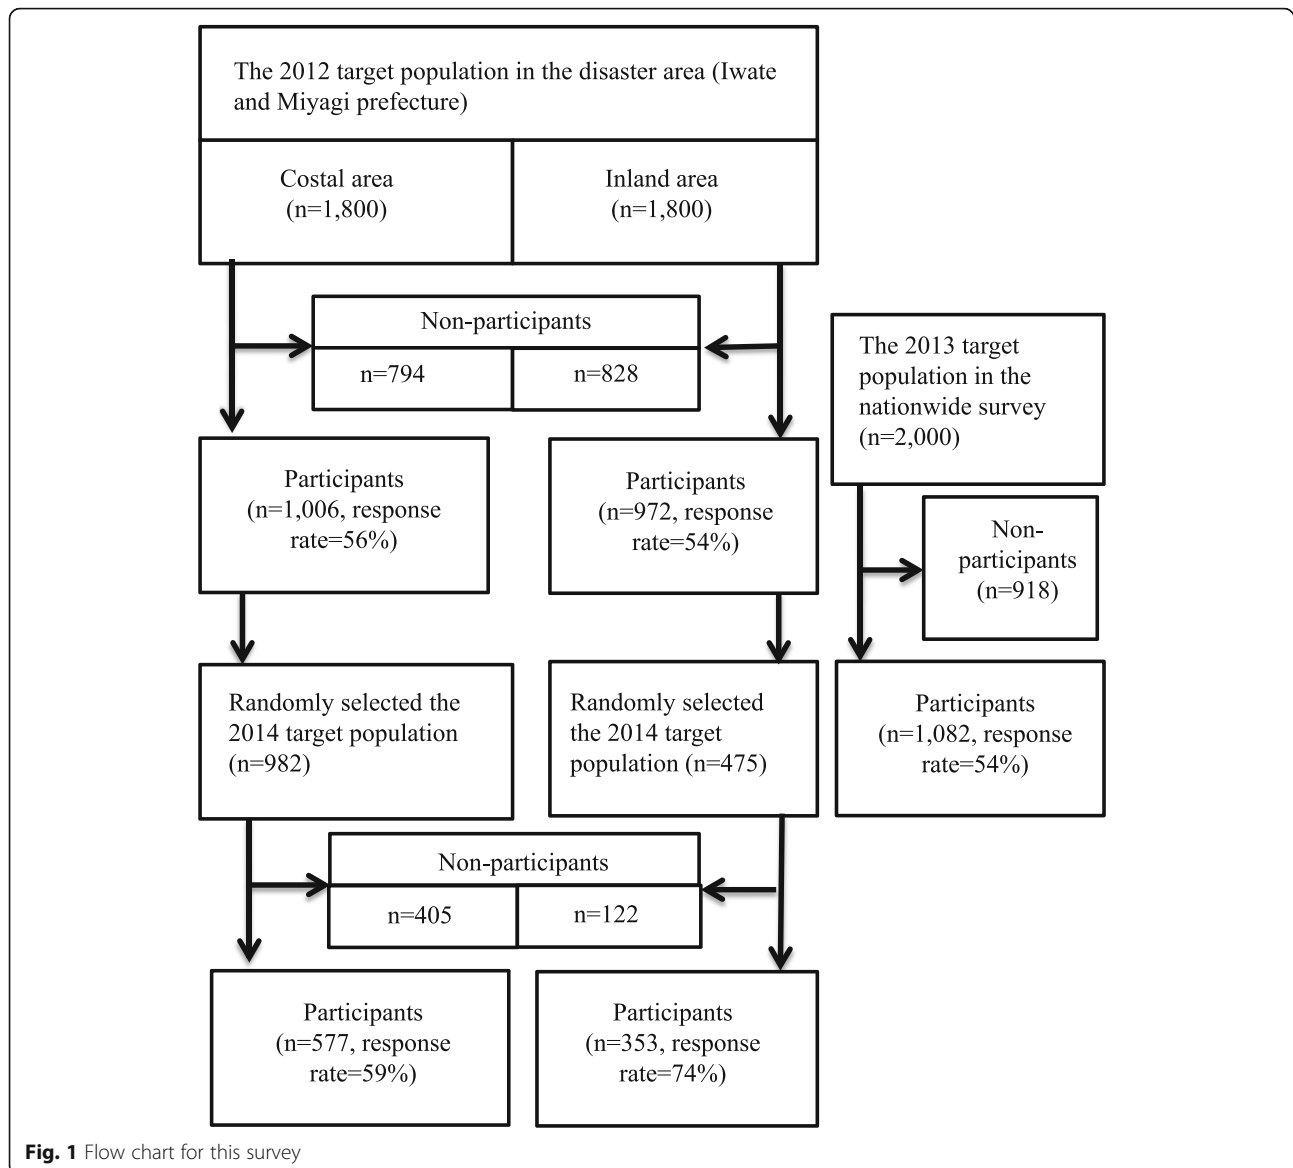 The 2012 target population in the disaster area (Iwate
and Miyagi prefecture)
Costal area
(n=1,800)
Inland area
(n=1,800)
Non-participants
n=794
n=828
The 2013 target
population in the
nationwide survey
(n=2,000)
Participants
(n=1,006, response
rate=56%)
Participants
(n=972, response
rate=54%)
Non-
participants
(n=918)
Randomly selected the
2014 target population
(n=982)
Randomly selected
the 2014 target
population (n=475)
Participants
(n=1,082, response
rate=54%)
Non-participants
n=405
n=122
Participants
(n=577, response
rate=59%)
Participants
(n=353, response
rate=74%)
Fig. 1 Flow chart for this survey